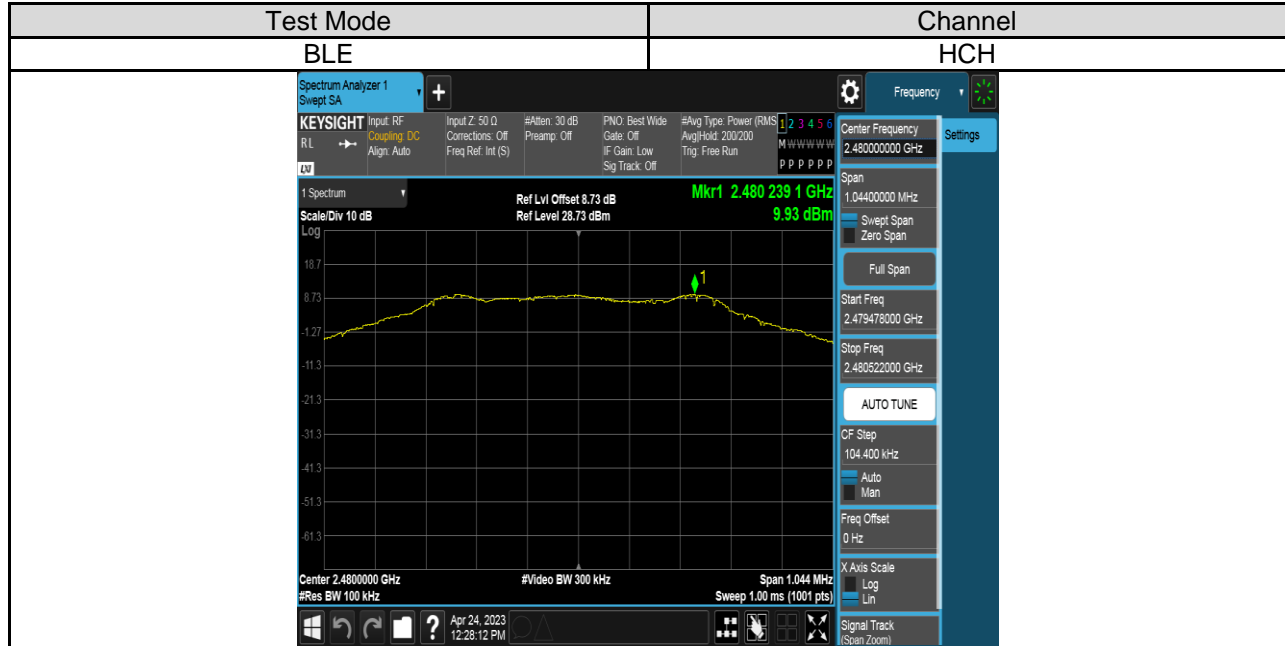 Test Mode
Channel
BLE
HCH
Spectrum Analyzer 1
Swept SA
+
Frequency
KEYSIGHT
RL
LXI
Input: RF
Coupling: DC
Align: Auto
Input Z: 50 Ω
Corrections: Off
Freq Ref: Int (S)
#Atten: 30 dB
Preamp: Off
PNO: Best Wide
Gate: Off
IF Gain: Low
Sig Track: Off
#Avg Type: Power (RMS
Avg|Hold: 200/200
Trig: Free Run
1 2 3 4 5 6
M W W W W W
P P P P P P
1 Spectrum
Scale/Div 10 dB
Log
Ref Lvl Offset 8.73 dB
Ref Level 28.73 dBm
Mkr1 2.480 239 1 GHz
9.93 dBm
1
18.7
8.73
-1.27
-11.3
-21.3
-31.3
-41.3
-51.3
-61.3
Center 2.4800000 GHz
#Res BW 100 kHz
#Video BW 300 kHz
Span 1.044 MHz
Sweep 1.00 ms (1001 pts)
?
Apr 24, 2023
12:28:12 PM
Center Frequency
2.480000000 GHz
Settings
Span
1.04400000 MHz
Swept Span
Zero Span
Full Span
Start Freq
2.479478000 GHz
Stop Freq
2.480522000 GHz
AUTO TUNE
CF Step
104.400 kHz
Auto
Man
Freq Offset
0 Hz
X Axis Scale
Log
Lin
Signal Track
(Span Zoom)